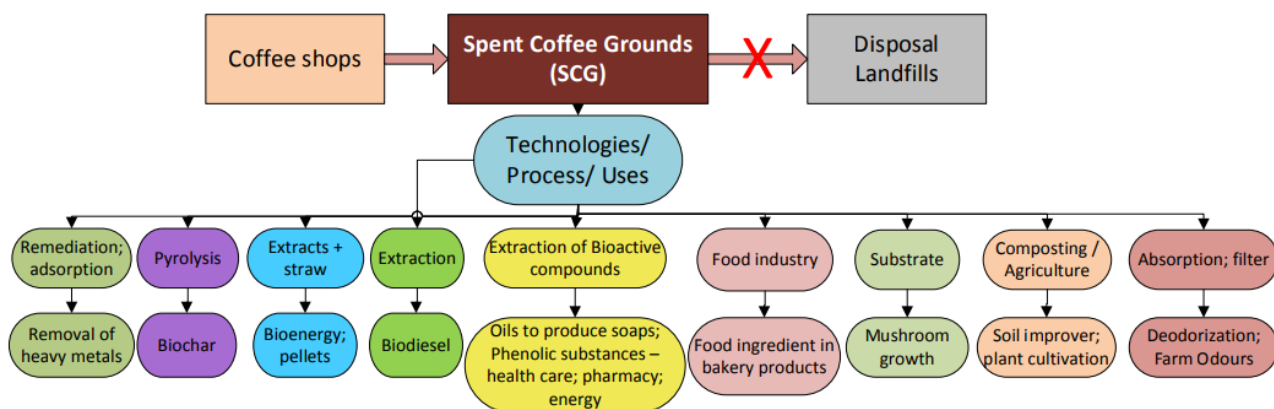 Coffee shops
Spent Coffee Grounds
(SCG)
Disposal
Landfills
X
Technologies/
Process/ Uses
Remediation;
adsorption
Pyrolysis
Extracts +
straw
Extraction
Extraction of Bioactive
compounds
Food industry
Substrate
Composting /
Agriculture
Absorption; filter
Removal of
heavy metals
Biochar
Bioenergy;
pellets
Biodiesel
Oils to produce soaps;
Phenolic substances –
health care; pharmacy;
energy
Food ingredient in
bakery products
Mushroom
growth
Soil improver;
plant cultivation
Deodorization;
Farm Odours